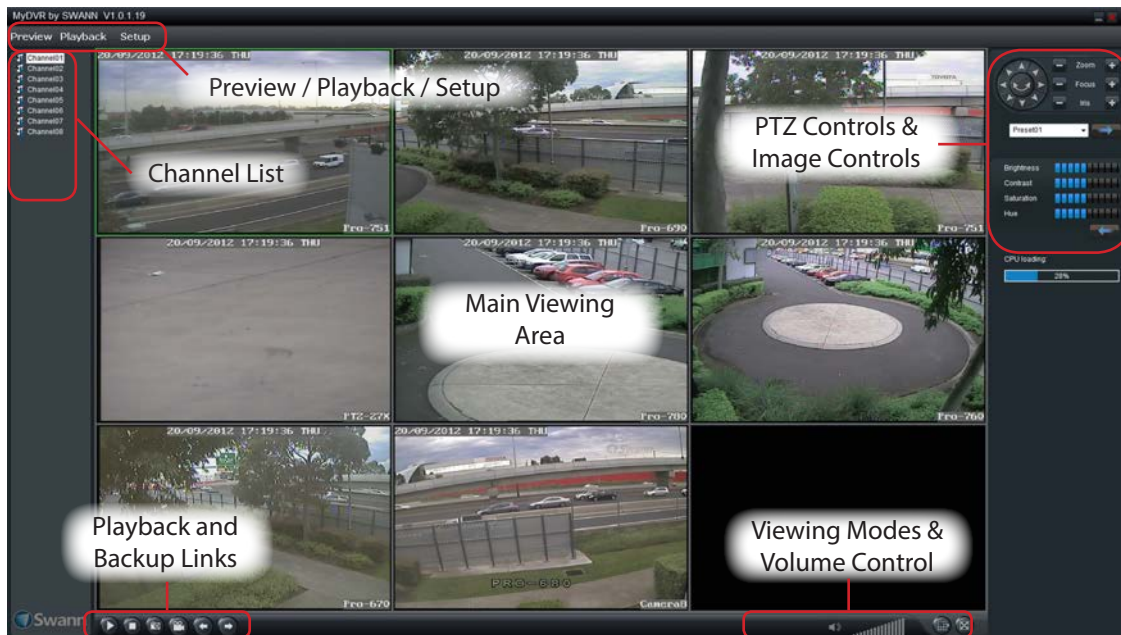 MyDVR by SWANN V1.0.1.19
Preview Playback Setup
Channel01
Channel02
Channel03
Channel04
Channel05
Channel06
Channel07
Channel08
20/09/2012 17:19:36 THU
20/09/2012 17:19:36 THU
20/09/2012 17:19:36 THU
Preview / Playback / Setup
Channel List
PTZ Controls &
Image Controls
TOYOTA
Pro-751
Pro-690
Pro-751
Zoom
Focus
Iris
Preset01
Brightness
Contrast
Saturation
Hue
CPU loading:
28%
20/09/2012 17:19:36 THU
20/09/2012 17:19:36 THU
20/09/2012 17:19:36 THU
Main Viewing
Area
PTZ-27X
Pro-780
Pro-760
20/09/2012 17:19:36 THU
20/09/2012 17:19:36 THU
Playback and
Backup Links
PRO-680
Viewing Modes &
Volume Control
Pro-670
Camera8
Swann